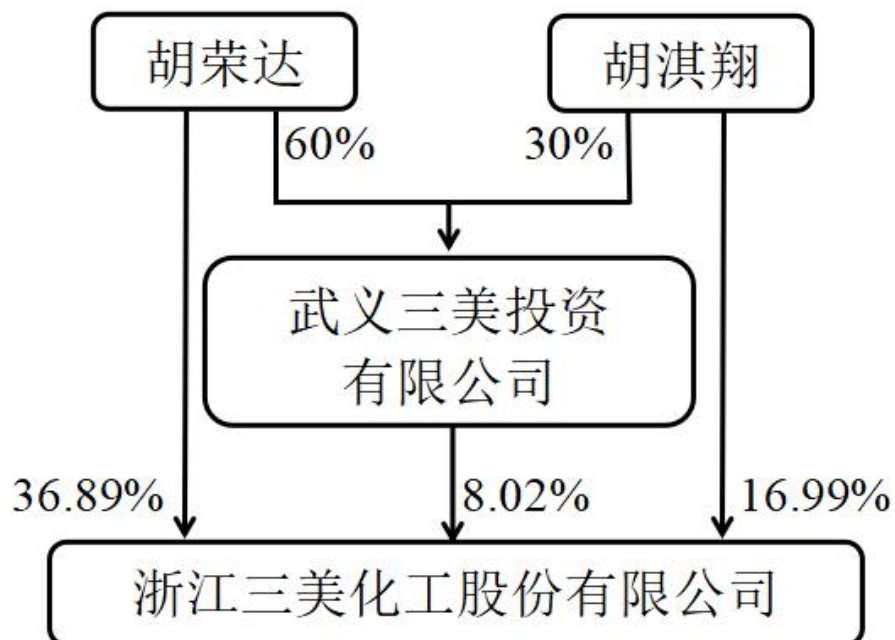 胡荣达
胡淇翔
60%
30%
武义三美投资
有限公司
36.89%
8.02%
16.99%
浙江三美化工股份有限公司